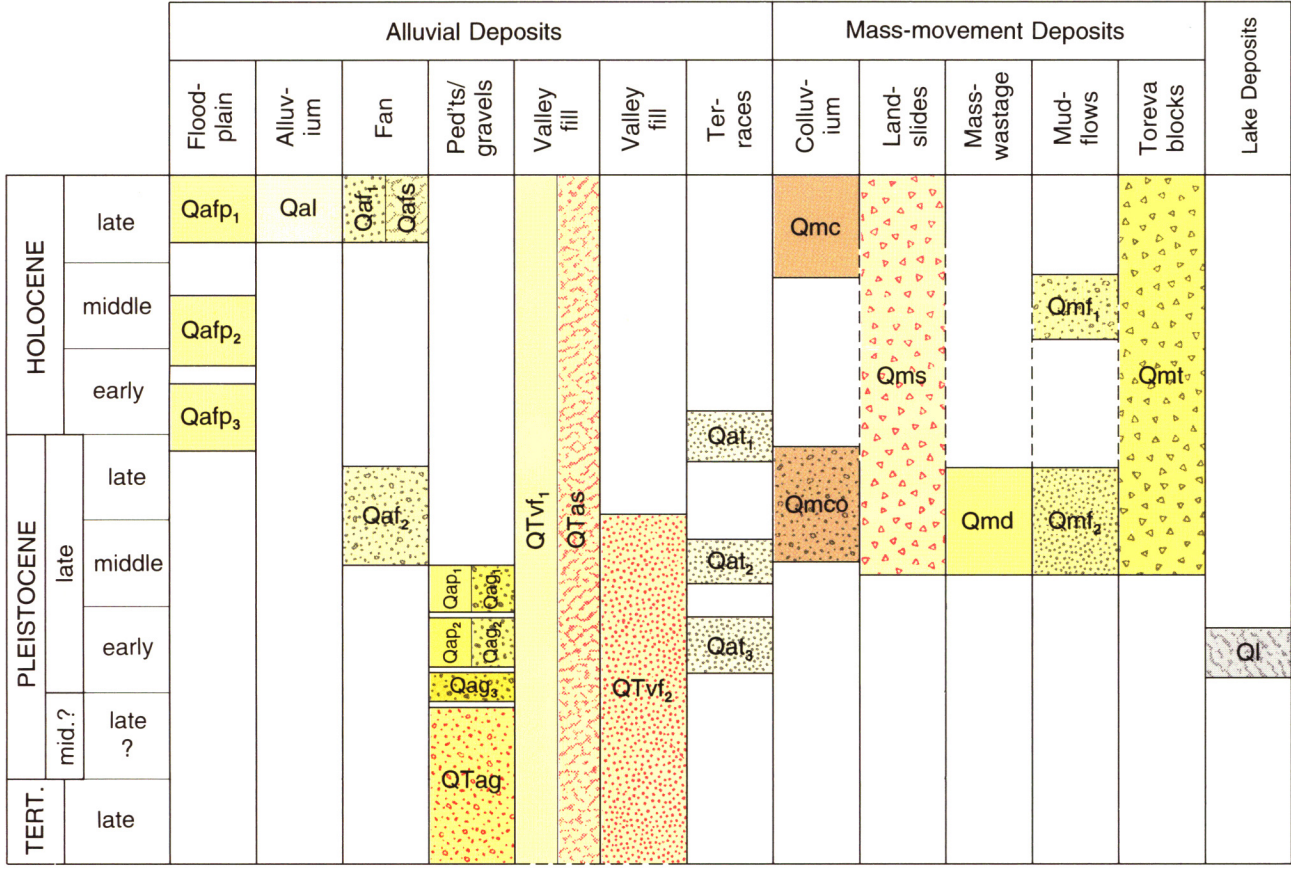 Alluvial Deposits
Mass-movement Deposits
Lake Deposits
Flood-
plain
Alluv-
ium
Fan
Ped'ts/
gravels
Valley
fill
Valley
fill
Ter-
races
Colluv-
ium
Land-
slides
Mass-
wastage
Mud-
flows
Toreva
blocks
HOLOCENE
late
middle
early
PLEISTOCENE
late
late
middle
early
mid.?
late
?
TERT.
late
Qafp₁
Qafp₂
Qafp₃
Qal
Qaf₁
Qafs
Qaf₂
Qap₁
Qag₁
Qap₂
Qag₂
Qag₃
QTag
QTvf₁
QTas
QTvf₂
Qat₁
Qat₂
Qat₃
Qmc
Qmco
Qms
Qmd
Qmf₁
Qmf₂
Qmt
Ql